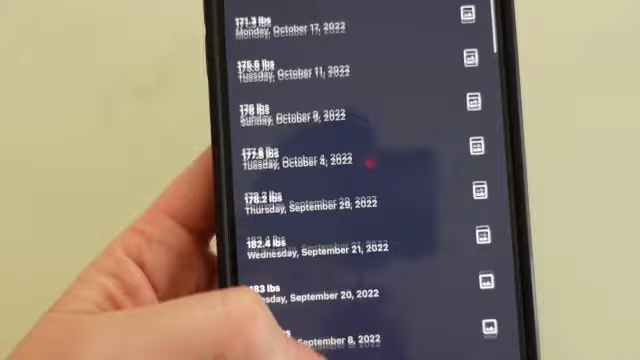 171.3 lbs
Monday, October 17, 2022
175.6 lbs
Tuesday, October 11, 2022
176 lbs
Sunday, October 9, 2022
177.8 lbs
Tuesday, October 4, 2022
178.2 lbs
Thursday, September 29, 2022
182.4 lbs
Wednesday, September 21, 2022
183 lbs
September 20, 2022
September 8, 2022